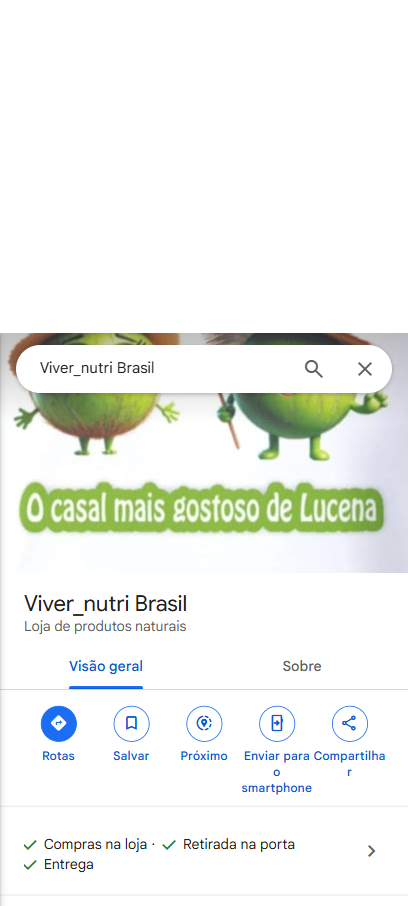 Viver_nutri Brasil
O casal mais gostoso de Lucena
Viver_nutri Brasil
Loja de produtos naturais
Visão geral
Sobre
Rotas
Salvar
Próximo
Enviar para
o
smartphone
Compartilha
r
Compras na loja · Retirada na porta
Entrega